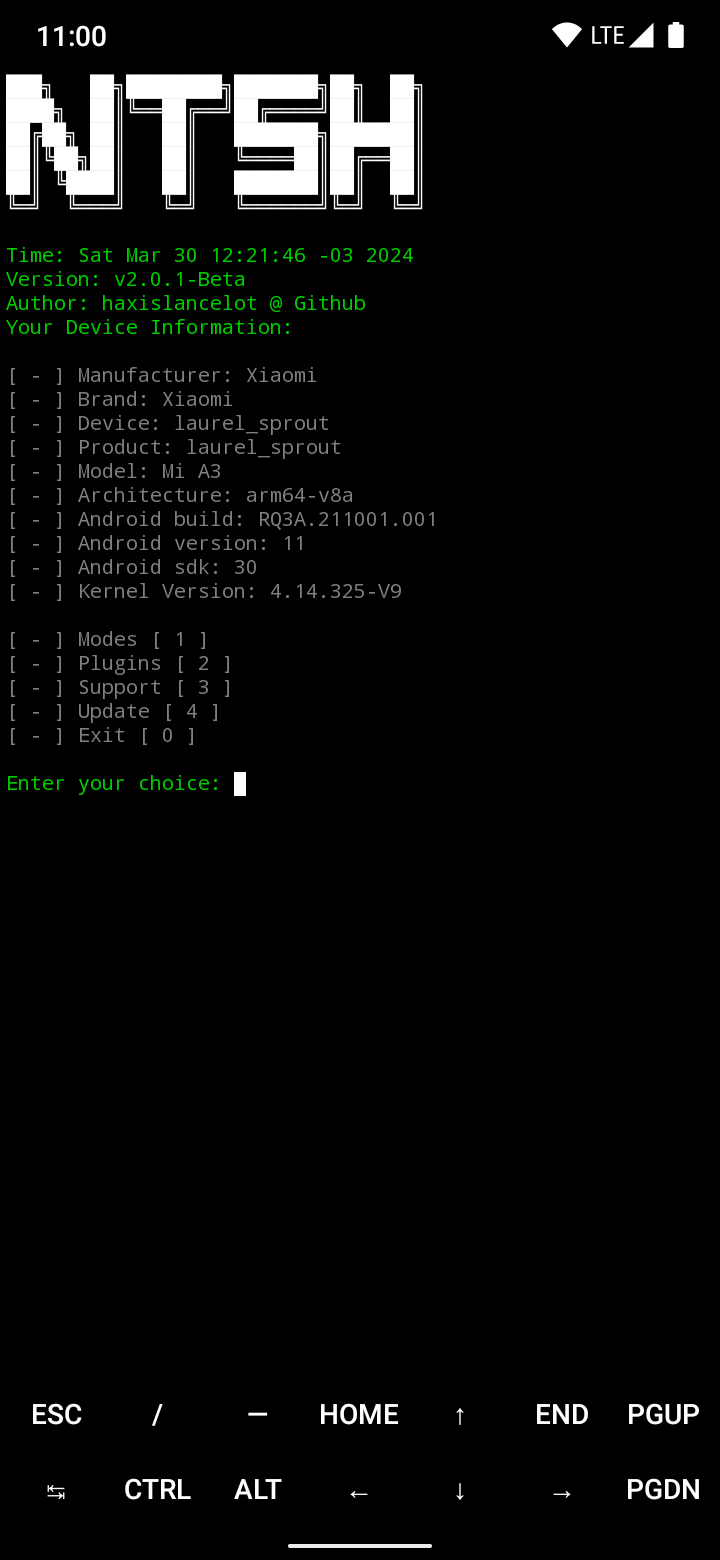 11:00 LTE
NTSH
Time: Sat Mar 30 12:21:46 -03 2024
Version: v2.0.1-Beta
Author: haxislancelot @ Github
Your Device Information:
[ - ] Manufacturer: Xiaomi
[ - ] Brand: Xiaomi
[ - ] Device: laurel_sprout
[ - ] Product: laurel_sprout
[ - ] Model: Mi A3
[ - ] Architecture: arm64-v8a
[ - ] Android build: RQ3A.211001.001
[ - ] Android version: 11
[ - ] Android sdk: 30
[ - ] Kernel Version: 4.14.325-V9
[ - ] Modes [ 1 ]
[ - ] Plugins [ 2 ]
[ - ] Support [ 3 ]
[ - ] Update [ 4 ]
[ - ] Exit [ 0 ]
Enter your choice:
ESC / — HOME ↑ END PGUP
↹ CTRL ALT ← ↓ → PGDN